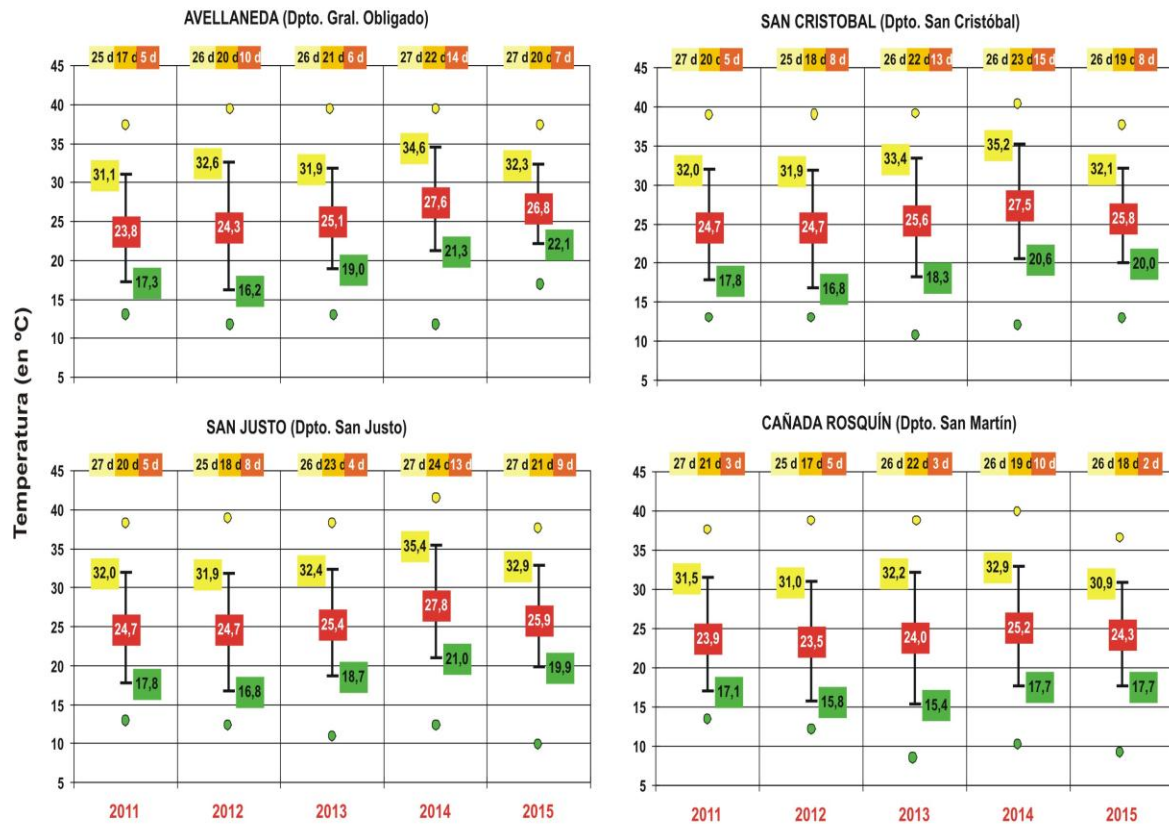 AVELLANEDA (Dpto. Gral. Obligado)
25 d 17 d 5 d 26 d 20 d 10 d 26 d 21 d 6 d 27 d 22 d 14 d 27 d 20 d 7 d
45
40
35
30
25
20
15
10
5
31,1 32,6 31,9 34,6 32,3
23,8 24,3 25,1 27,6 26,8
17,3 16,2 19,0 21,3 22,1
SAN CRISTOBAL (Dpto. San Cristóbal)
27 d 20 d 5 d 25 d 18 d 8 d 26 d 22 d 13 d 26 d 23 d 15 d 26 d 19 d 8 d
45
40
35
30
25
20
15
10
5
32,0 31,9 33,4 35,2 32,1
24,7 24,7 25,6 27,5 25,8
17,8 16,8 18,3 20,6 20,0
Temperatura (en ºC)
SAN JUSTO (Dpto. San Justo)
27 d 20 d 5 d 25 d 18 d 8 d 26 d 23 d 4 d 27 d 24 d 13 d 27 d 21 d 9 d
45
40
35
30
25
20
15
10
5
32,0 31,9 32,4 35,4 32,9
24,7 24,7 25,4 27,8 25,9
17,8 16,8 18,7 21,0 19,9
2011 2012 2013 2014 2015
CAÑADA ROSQUÍN (Dpto. San Martín)
27 d 21 d 3 d 25 d 17 d 5 d 26 d 22 d 3 d 26 d 19 d 10 d 26 d 18 d 2 d
45
40
35
30
25
20
15
10
5
31,5 31,0 32,2 32,9 30,9
23,9 23,5 24,0 25,2 24,3
17,1 15,8 15,4 17,7 17,7
2011 2012 2013 2014 2015